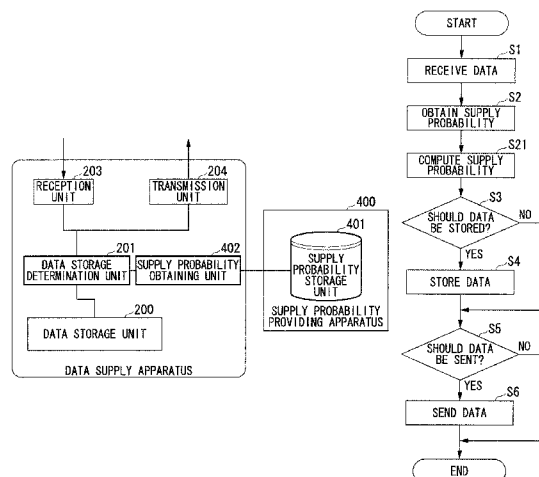 203
RECEPTION
UNIT
204
TRANSMISSION
UNIT
201
DATA STORAGE
DETERMINATION UNIT
402
SUPPLY PROBABILITY
OBTAINING UNIT
200
DATA STORAGE UNIT
DATA SUPPLY APPARATUS
400
401
SUPPLY
PROBABILITY
STORAGE
UNIT
SUPPLY PROBABILITY
PROVIDING APPARATUS
START
S1
RECEIVE DATA
S2
OBTAIN SUPPLY
PROBABILITY
S21
COMPUTE SUPPLY
PROBABILITY
S3
SHOULD DATA
BE STORED?
NO
YES
S4
STORE DATA
S5
SHOULD DATA
BE SENT?
NO
YES
S6
SEND DATA
END